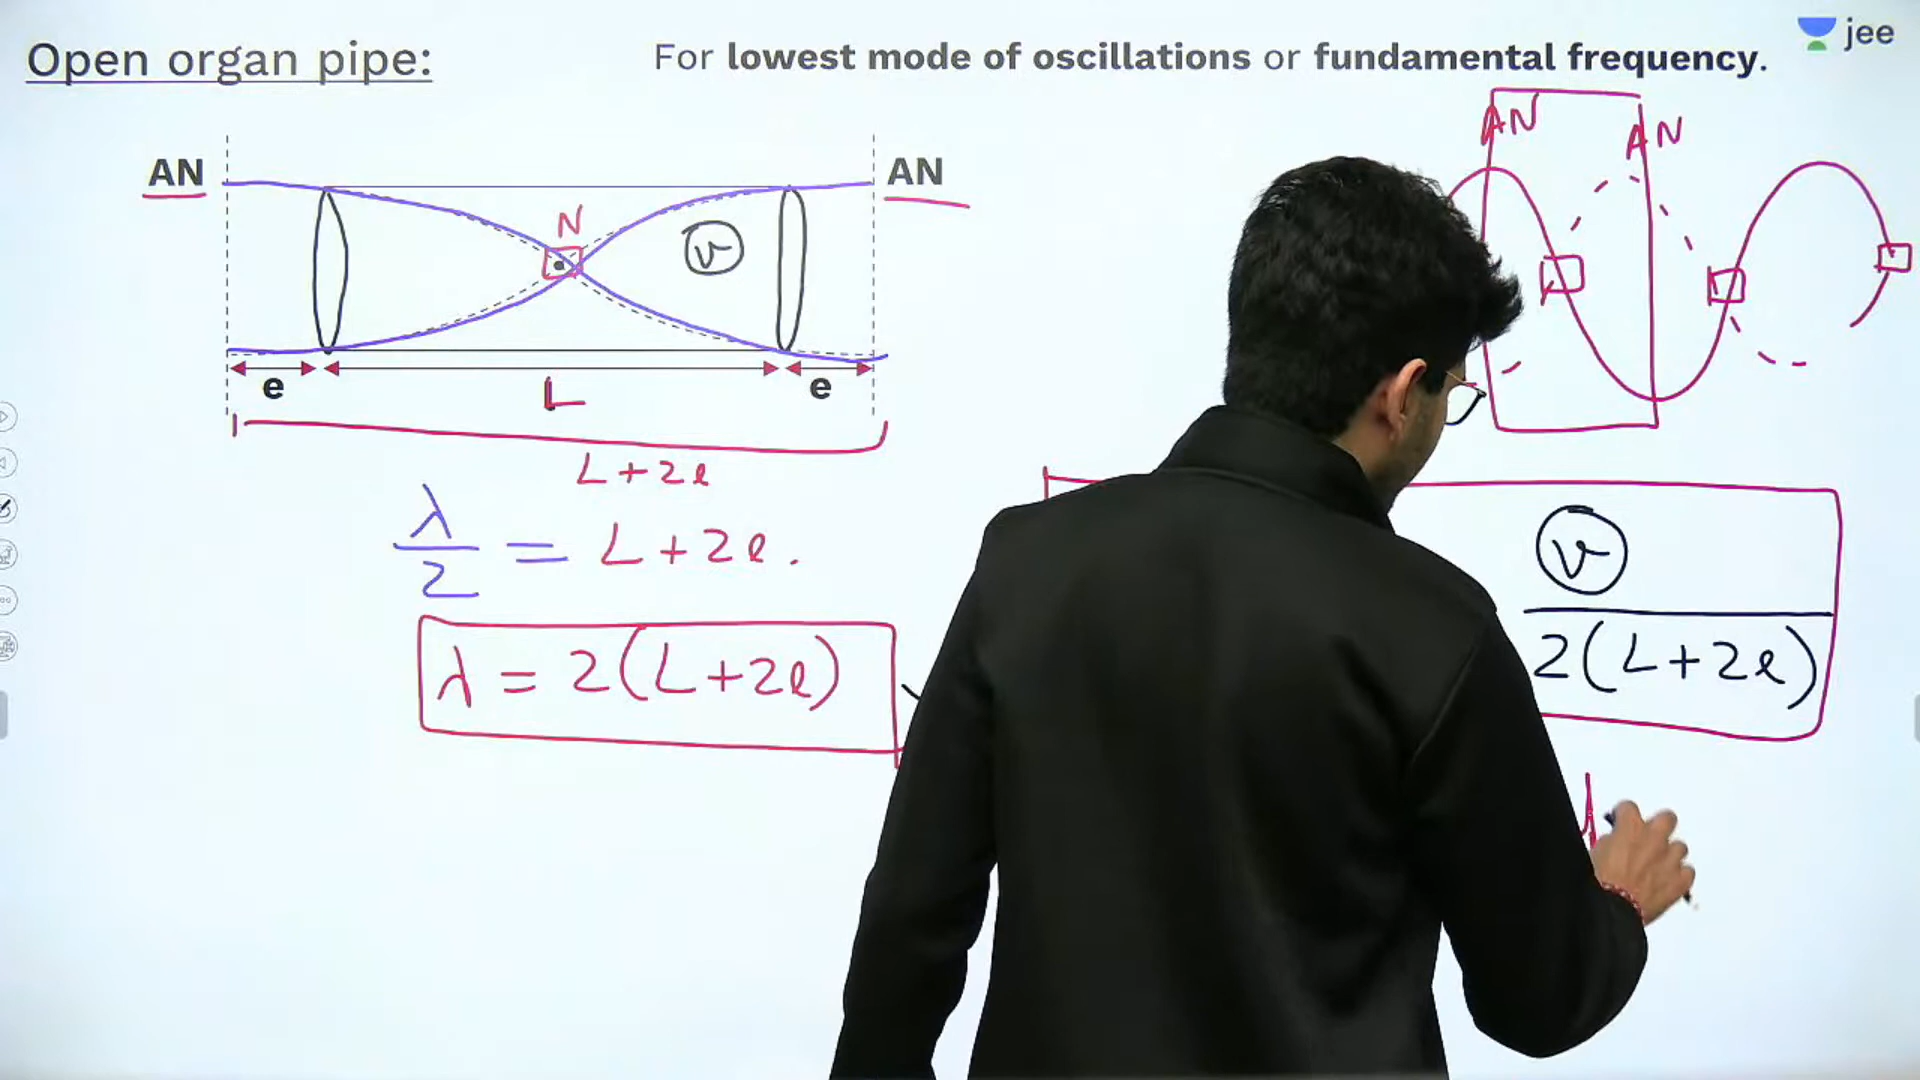 Open organ pipe:
For lowest mode of oscillations or fundamental frequency.
jee
AN
AN
AN
AN
N
v
e
L
e
L+2e
λ/2 = L+2e.
v
λ = 2(L+2e)
2(L+2e)